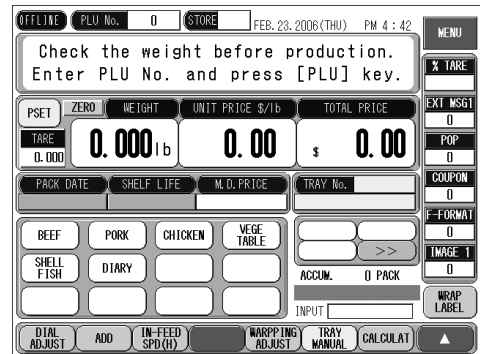 OFFLINE PLU No. 0 STORE FEB. 23. 2006(THU) PM 4:42 MENU
Check the weight before production.
Enter PLU No. and press [PLU] key.
% TARE
PSET ZERO WEIGHT UNIT PRICE $/lb TOTAL PRICE
TARE
0.000 0.000 lb 0.00 $ 0.00
EXT MSG1
0
POP
0
PACK DATE SHELF LIFE M.D.PRICE TRAY No.
COUPON
0
F-FORMAT
0
BEEF PORK CHICKEN VEGE TABLE
>>
IMAGE 1
0
SHELL FISH DIARY
ACCUM. 0 PACK
INPUT
WRAP LABEL
DIAL ADJUST ADD IN-FEED SPD(H) WARPPING ADJUST TRAY MANUAL CALCULAT ▲